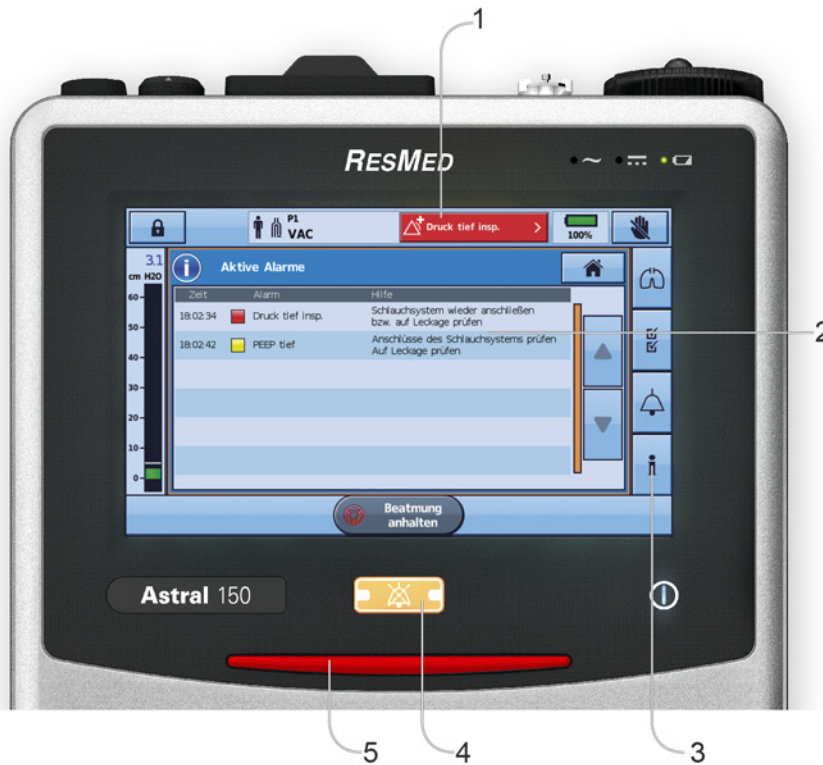 1
RESMED
P1
VAC
Druck tief insp.
100%
3.1
cm H2O
Aktive Alarme
Zeit Alarm Hilfe
18:02:34 Druck tief insp. Schlauchsystem wieder anschließen
bzw. auf Leckage prüfen
18:02:42 PEEP tief Anschlüsse des Schlauchsystems prüfen
Auf Leckage prüfen
2
60
50
40
30
20
10
0
Beatmung
anhalten
Astral 150
5
4
3